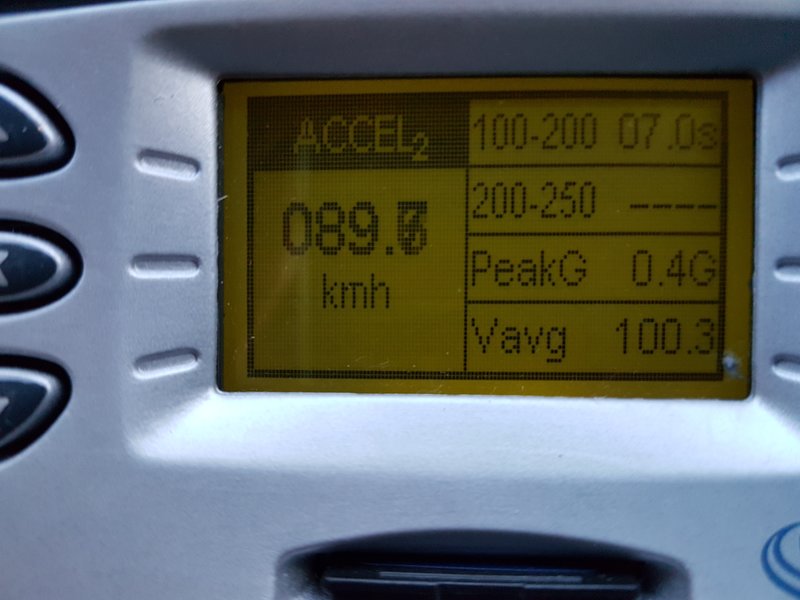 ACCEL2
089.
kmh
100-200 07.0s
200-250 ----
PeakG 0.4G
Vavg 100.3